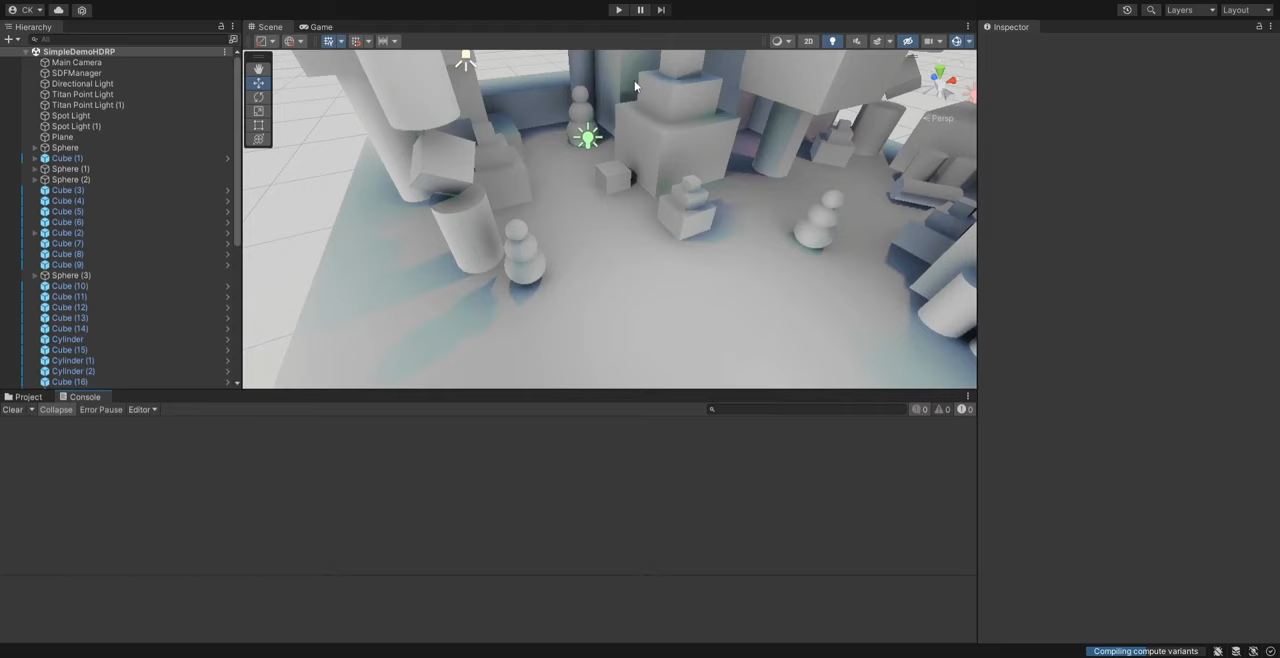 CK
Layers
Layout
Hierarchy
Scene
Game
Inspector
All
2D
SimpleDemoHDRP
Main Camera
SDFManager
Directional Light
Titan Point Light
Titan Point Light (1)
Spot Light
Spot Light (1)
Plane
Sphere
Cube (1)
Sphere (1)
Sphere (2)
Cube (3)
Cube (4)
Cube (5)
Cube (6)
Cube (2)
Cube (7)
Cube (8)
Cube (9)
Sphere (3)
Cube (10)
Cube (11)
Cube (12)
Cube (13)
Cube (14)
Cylinder
Cube (15)
Cylinder (1)
Cylinder (2)
Cube (16)
Persp
Project
Console
Clear
Collapse
Error Pause
Editor
0
0
0
Compiling compute variants